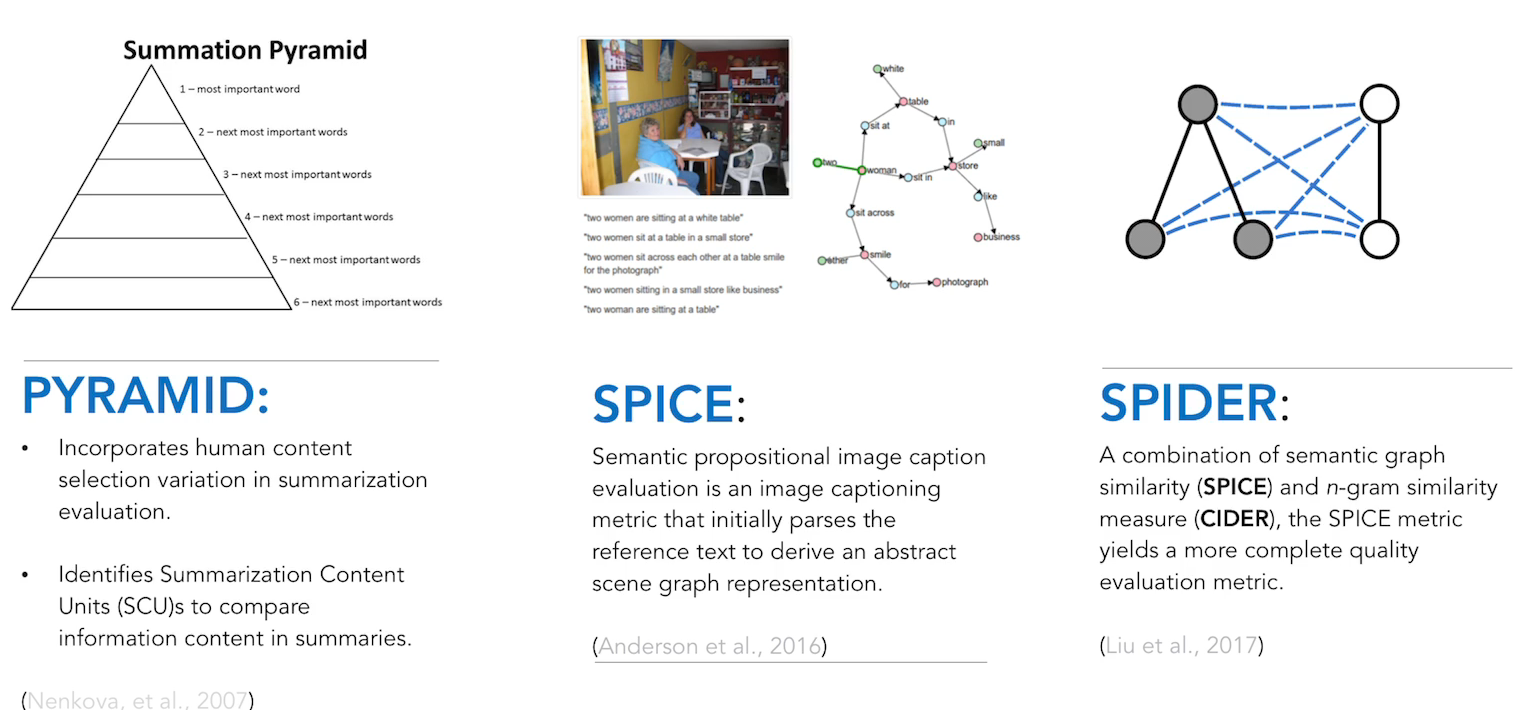 Summation Pyramid
1 – most important word
2 – next most important words
3 – next most important words
4 – next most important words
5 – next most important words
6 – next most important words
PYRAMID:
• Incorporates human content
selection variation in summarization
evaluation.
• Identifies Summarization Content
Units (SCU)s to compare
information content in summaries.
(Nenkova, et al., 2007)
"two women are sitting at a white table"
"two women sit at a table in a small store"
"two women sit across each other at a table smile
for the photograph"
"two women sitting in a small store like business"
"two woman are sitting at a table"
white
table
sit at
in
small
two
woman
sit in
store
like
sit across
business
other
smile
for
photograph
SPICE:
Semantic propositional image caption
evaluation is an image captioning
metric that initially parses the
reference text to derive an abstract
scene graph representation.
(Anderson et al., 2016)
SPIDER:
A combination of semantic graph
similarity (SPICE) and n-gram similarity
measure (CIDER), the SPICE metric
yields a more complete quality
evaluation metric.
(Liu et al., 2017)